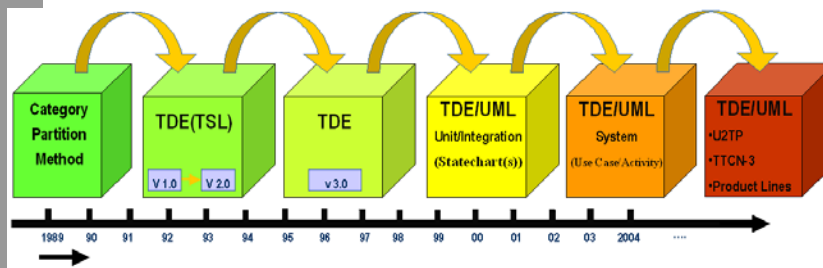 Category
Partition
Method
TDE(TSL)
V 1.0
V 2.0
TDE
v 3.0
TDE/UML
Unit/Integration
(Statechart(s))
TDE/UML
System
(Use Case/Activity)
TDE/UML
•U2TP
•TTCN-3
•Product Lines
1989 90 91 92 93 94 95 96 97 98 99 00 01 02 03 2004 ....